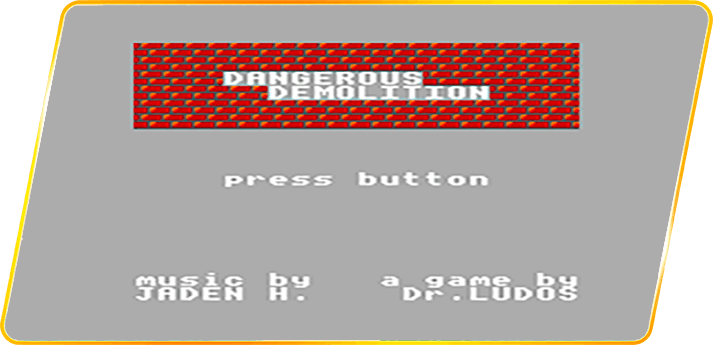 DANGEROUS
DEMOLITION
press button
music by
JADEN H.
a game by
Dr.LUDOS